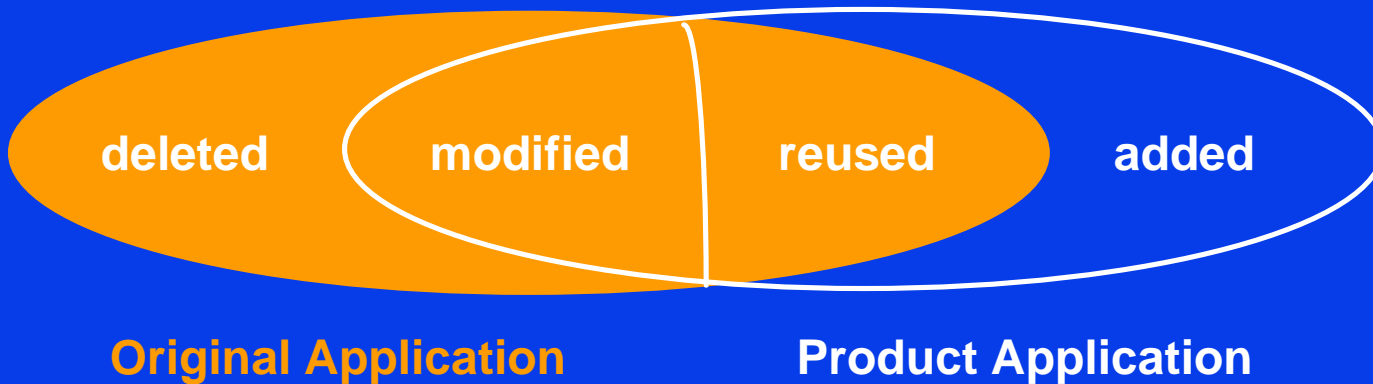 deleted modified reused added
Original Application Product Application